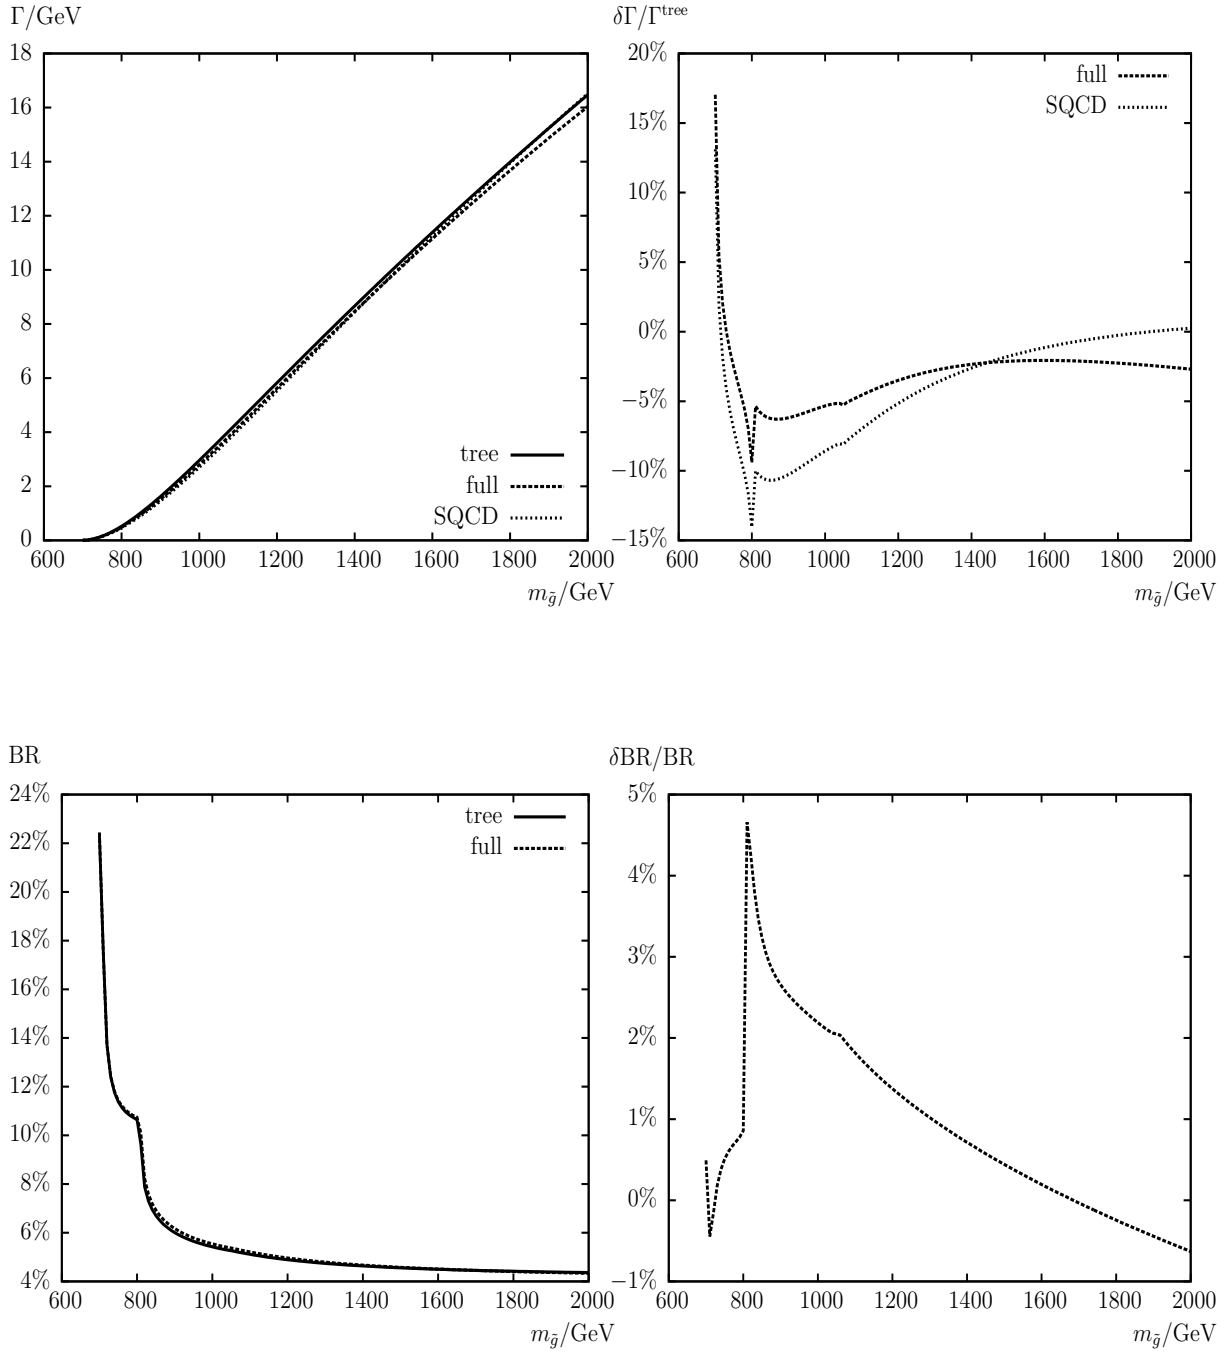 Γ/GeV
18
16
14
12
10
8
6
4
2
0
tree
full
SQCD
600 800 1000 1200 1400 1600 1800 2000
m_g̃/GeV
δΓ/Γ^tree
20%
15%
10%
5%
0%
−5%
−10%
−15%
full
SQCD
600 800 1000 1200 1400 1600 1800 2000
m_g̃/GeV
BR
24%
22%
20%
18%
16%
14%
12%
10%
8%
6%
4%
tree
full
600 800 1000 1200 1400 1600 1800 2000
m_g̃/GeV
δBR/BR
5%
4%
3%
2%
1%
0%
−1%
600 800 1000 1200 1400 1600 1800 2000
m_g̃/GeV